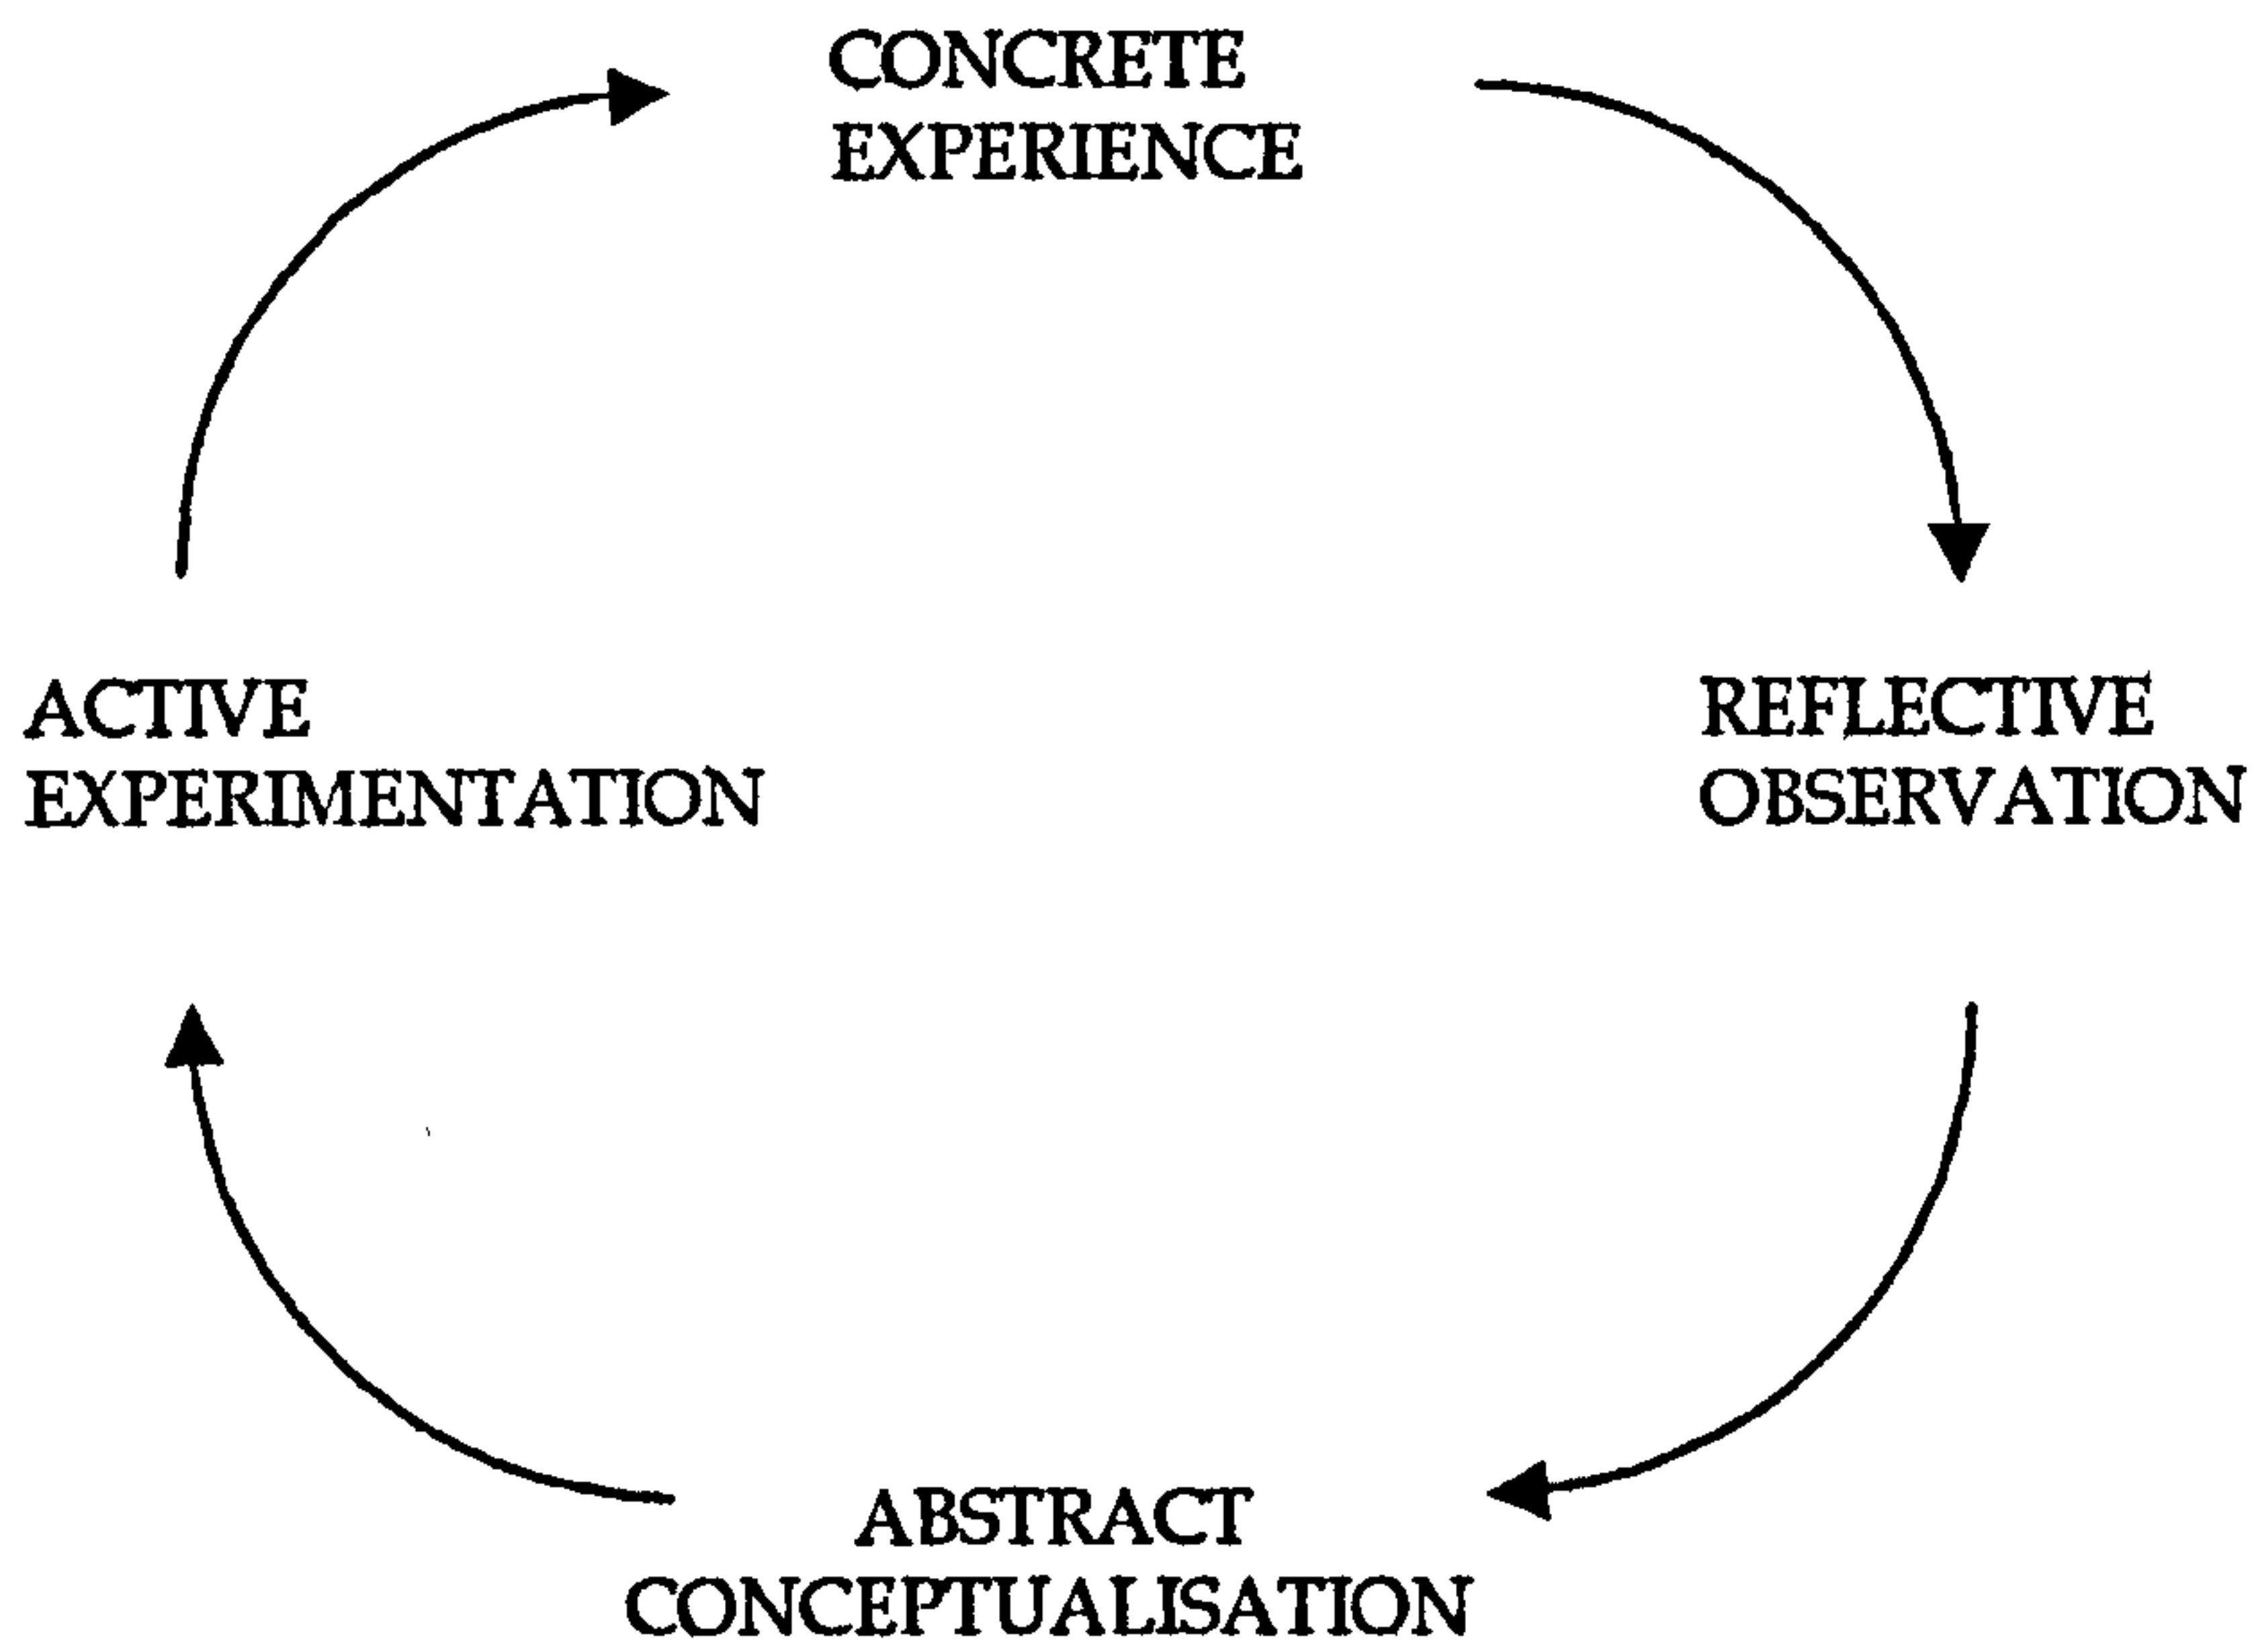 CONCRETE
EXPERIENCE
ACTIVE
EXPERIMENTATION
REFLECTIVE
OBSERVATION
ABSTRACT
CONCEPTUALISATION